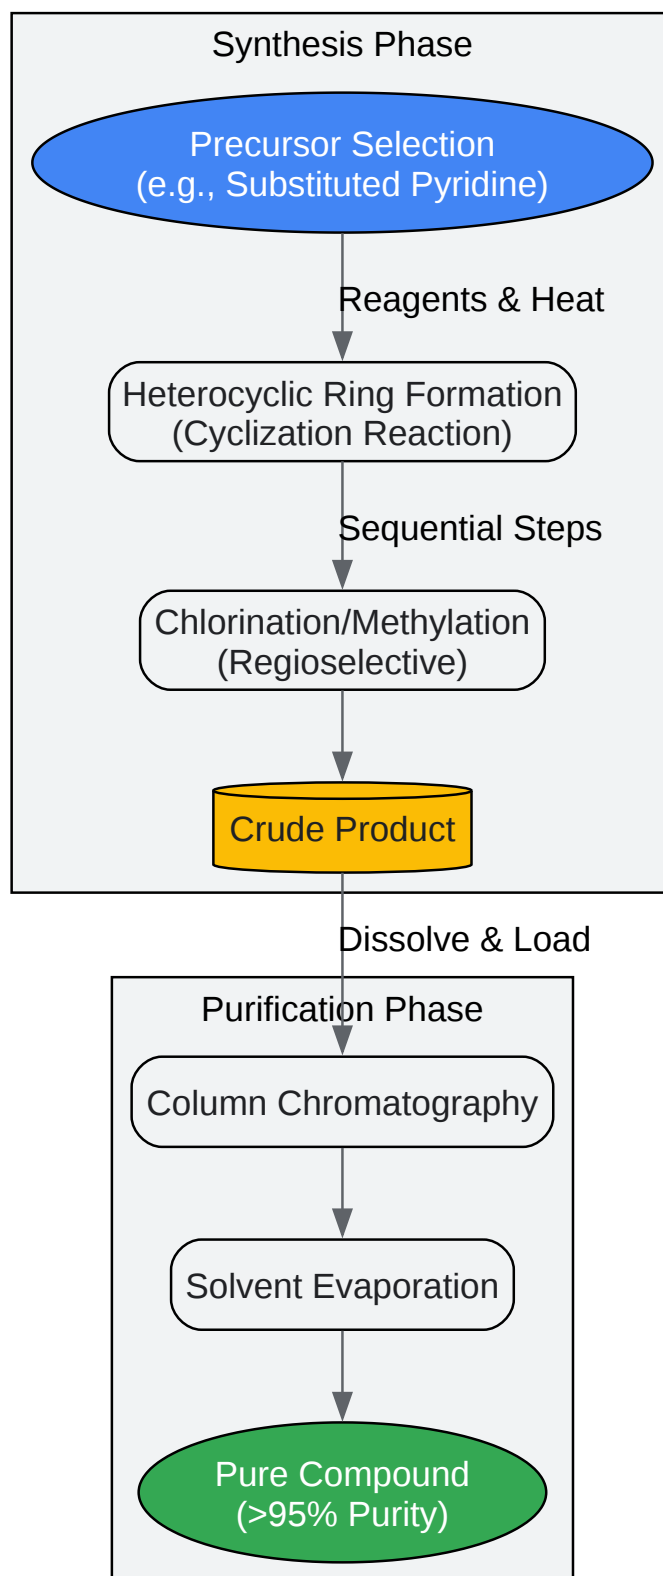 Synthesis Phase
Precursor Selection
(e.g., Substituted Pyridine)
Reagents & Heat
Heterocyclic Ring Formation
(Cyclization Reaction)
Sequential Steps
Chlorination/Methylation
(Regioselective)
Crude Product
Dissolve & Load
Purification Phase
Column Chromatography
Solvent Evaporation
Pure Compound
(>95% Purity)